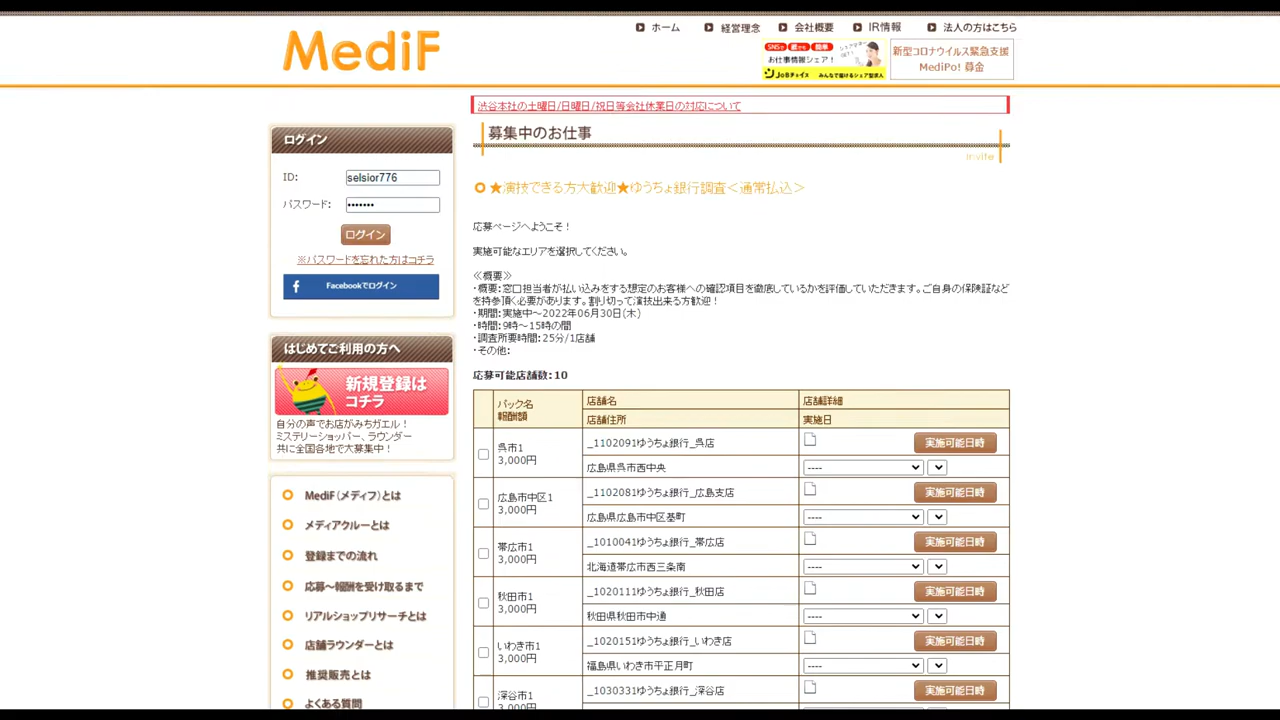 MediF
ホーム
経営理念
会社概要
IR情報
法人の方はこちら
お仕事情報シェア！
JOBチョイス みんなで届けるシェア型求人
新型コロナウイルス緊急支援
MediPo! 募金
渋谷本社の土曜日/日曜日/祝日等会社休業日の対応について
ログイン
ID:
selsior776
パスワード:
•••••••
ログイン
※パスワードを忘れた方はコチラ
Facebookでログイン
はじめてご利用の方へ
新規登録は
コチラ
自分の声でお店がみちガエル！
ミステリーショッパー、ラウンダー
共に全国各地で大募集中！
MediF（メディフ）とは
メディアクルーとは
登録までの流れ
応募～報酬を受け取るまで
リアルショップリサーチとは
店舗ラウンダーとは
推奨販売とは
よくある質問
募集中のお仕事
Invite
★演技できる方大歓迎★ゆうちょ銀行調査＜通常払込＞
応募ページへようこそ！
実施可能なエリアを選択してください。
≪概要≫
・概要：窓口担当者が払い込みをする想定のお客様への確認項目を徹底しているかを評価していただきます。ご自身の保険証など
を持参頂く必要があります。割り切って演技出来る方歓迎！
・期間：実施中～2022年06月30日(木)
・時間：9時～15時の間
・調査所要時間：25分/1店舗
・その他：
応募可能店舗数：10
パック名
報酬額
店舗名
店舗住所
店舗詳細
実施日
呉市1
3,000円
_1102091ゆうちょ銀行_呉店
実施可能日時
広島県呉市西中央
----
広島市中区1
3,000円
_1102081ゆうちょ銀行_広島支店
実施可能日時
広島県広島市中区基町
----
帯広市1
3,000円
_1010041ゆうちょ銀行_帯広店
実施可能日時
北海道帯広市西三条南
----
秋田市1
3,000円
_1020111ゆうちょ銀行_秋田店
実施可能日時
秋田県秋田市中通
----
いわき市1
3,000円
_1020151ゆうちょ銀行_いわき店
実施可能日時
福島県いわき市平正月町
----
深谷市1
3,000円
_1030331ゆうちょ銀行_深谷店
実施可能日時